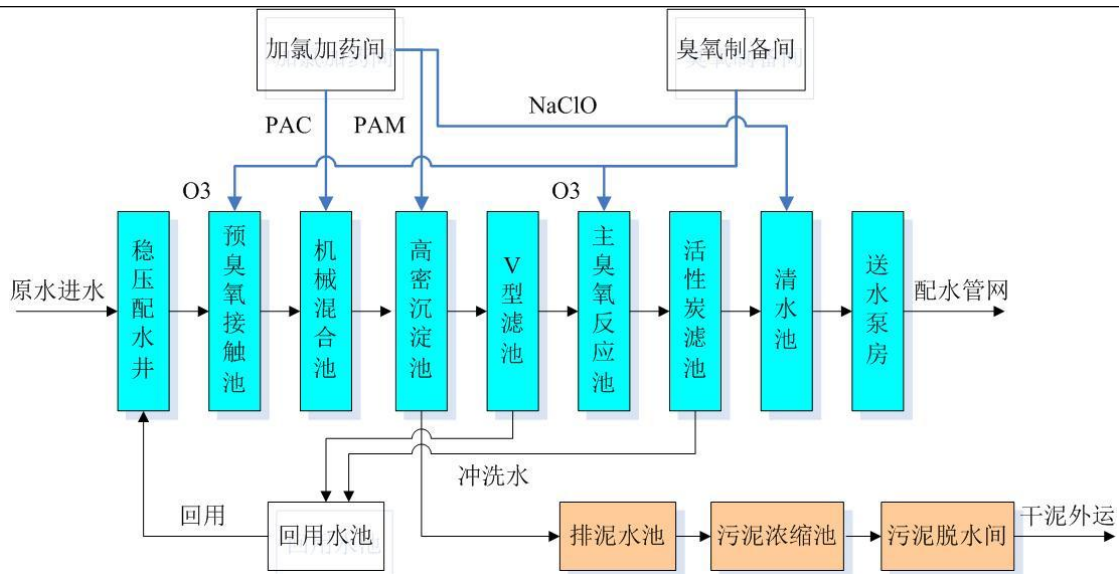 加氯加药间
臭氧制备间
NaClO
PAC
PAM
O3
O3
原水进水
稳压配水井
预臭氧接触池
机械混合池
高密沉淀池
V型滤池
主臭氧反应池
活性炭滤池
清水池
送水泵房
配水管网
冲洗水
回用
回用水池
排泥水池
污泥浓缩池
污泥脱水间
干泥外运